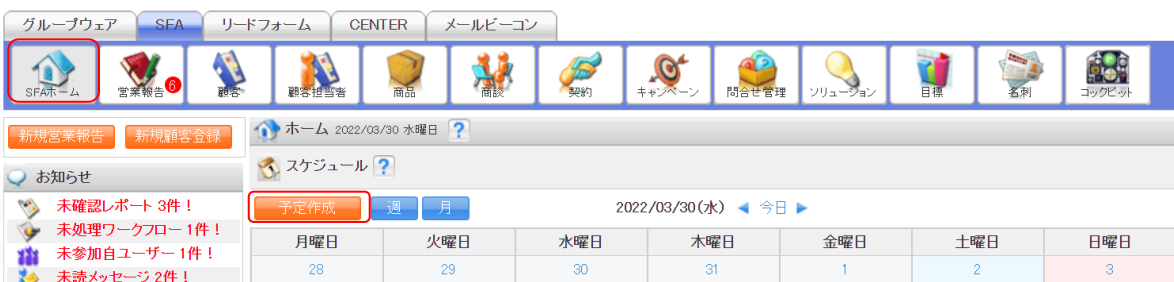 グループウェア SFA リードフォーム CENTER メールビーコン
SFAホーム 営業報告 6 顧客 顧客担当者 商品 商談 契約 キャンペーン 問合せ管理 ソリューション 目標 名刺 コックピット
新規営業報告 新規顧客登録
ホーム 2022/03/30 水曜日 ?
スケジュール ?
お知らせ
未確認レポート 3件！
未処理ワークフロー 1件！
未参加自ユーザー 1件！
未読メッセージ 2件！
予定作成 週 月 2022/03/30(水) 今日
月曜日 火曜日 水曜日 木曜日 金曜日 土曜日 日曜日
28 29 30 31 1 2 3